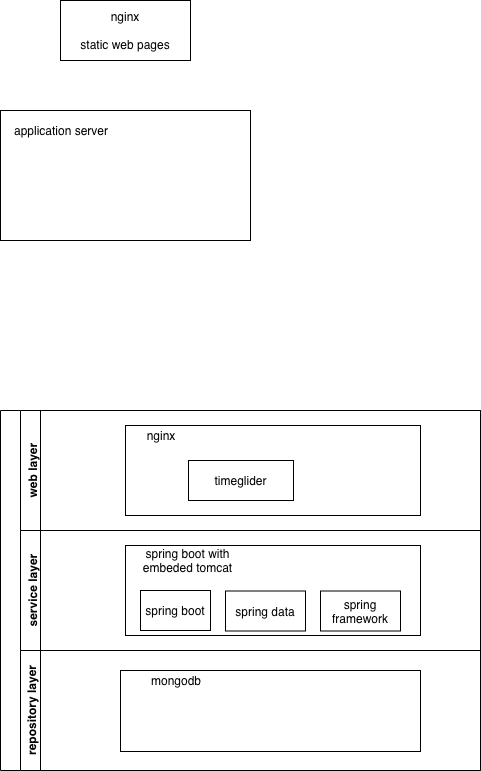 nginx
static web pages
application server
web layer
nginx
timeglider
service layer
spring boot with
embeded tomcat
spring boot
spring data
spring
framework
repository layer
mongodb